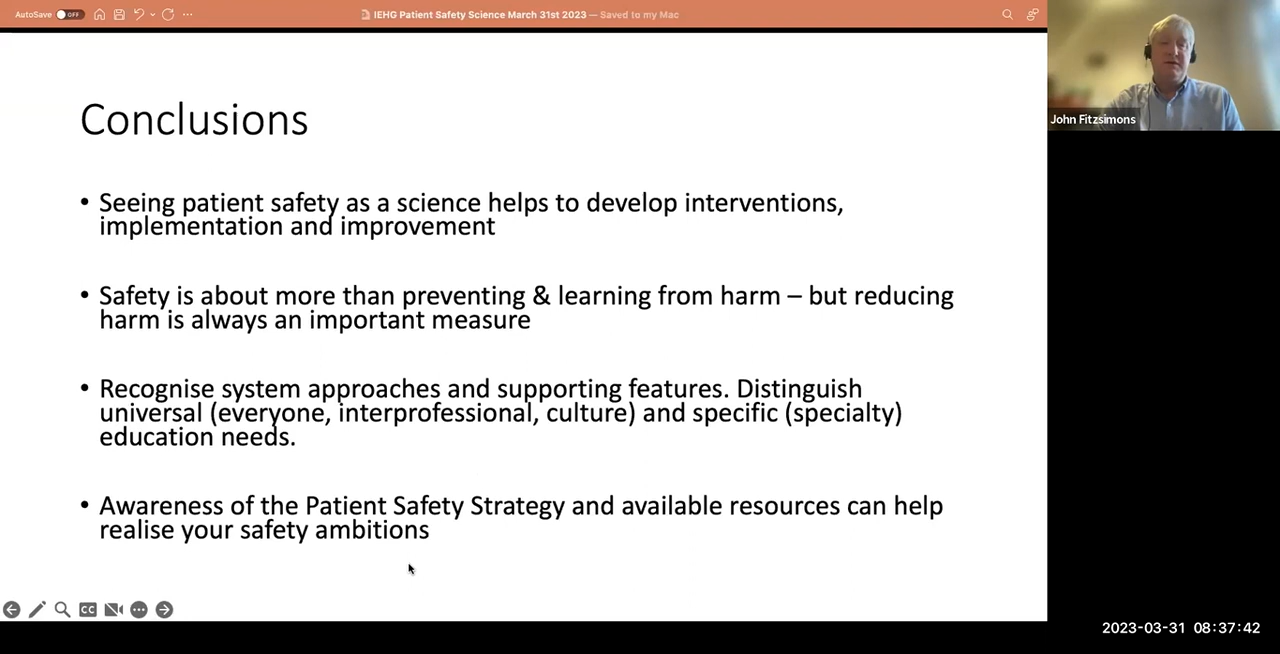 AutoSave OFF
IEHG Patient Safety Science March 31st 2023 — Saved to my Mac
John Fitzsimons
Conclusions
• Seeing patient safety as a science helps to develop interventions,
implementation and improvement
• Safety is about more than preventing & learning from harm – but reducing
harm is always an important measure
• Recognise system approaches and supporting features. Distinguish
universal (everyone, interprofessional, culture) and specific (specialty)
education needs.
• Awareness of the Patient Safety Strategy and available resources can help
realise your safety ambitions
CC
2023-03-31 08:37:42